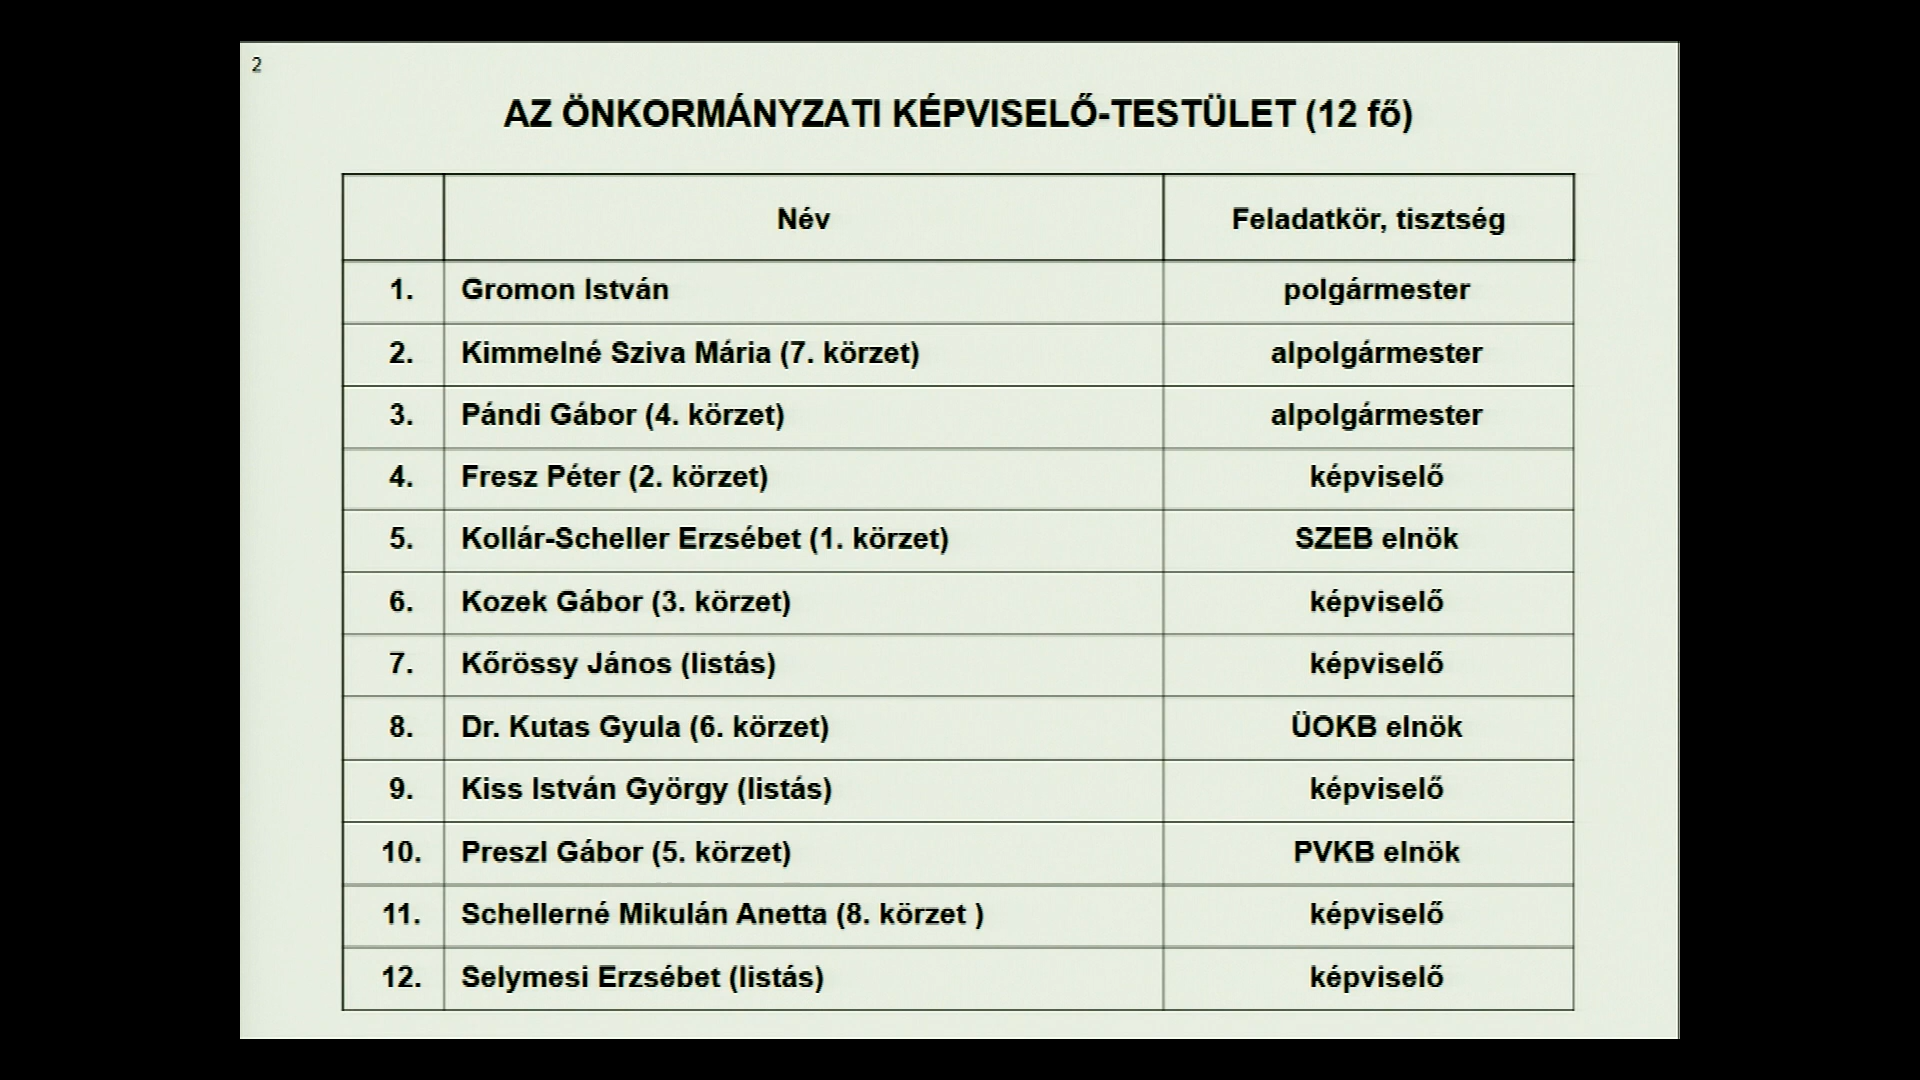 2
AZ ÖNKORMÁNYZATI KÉPVISELŐ-TESTÜLET (12 fő)
Név Feladatkör, tisztség
1. Gromon István polgármester
2. Kimmelné Sziva Mária (7. körzet) alpolgármester
3. Pándi Gábor (4. körzet) alpolgármester
4. Fresz Péter (2. körzet) képviselő
5. Kollár-Scheller Erzsébet (1. körzet) SZEB elnök
6. Kozek Gábor (3. körzet) képviselő
7. Kőrössy János (listás) képviselő
8. Dr. Kutas Gyula (6. körzet) ÜOKB elnök
9. Kiss István György (listás) képviselő
10. Preszl Gábor (5. körzet) PVKB elnök
11. Schellerné Mikulán Anetta (8. körzet ) képviselő
12. Selymesi Erzsébet (listás) képviselő